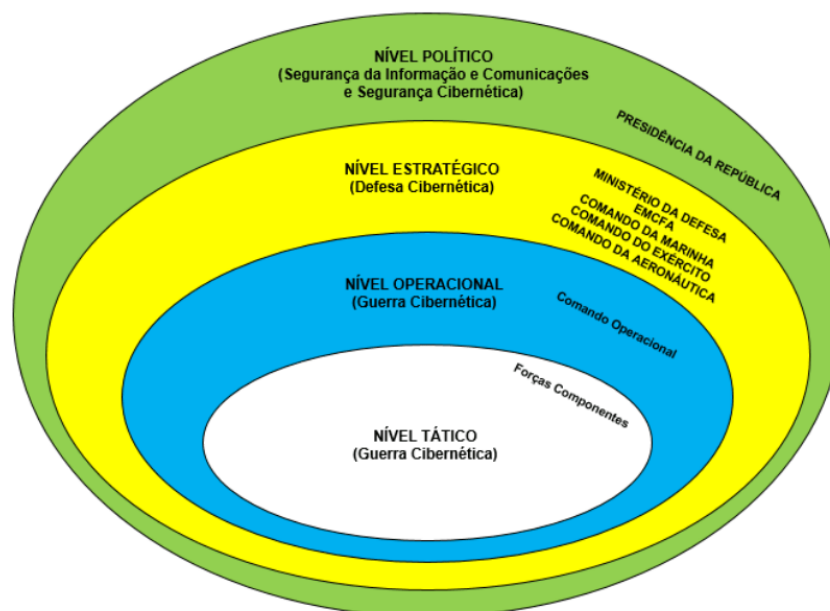 NÍVEL POLÍTICO
(Segurança da Informação e Comunicações
e Segurança Cibernética)
PRESIDÊNCIA DA REPÚBLICA
NÍVEL ESTRATÉGICO
(Defesa Cibernética)
MINISTÉRIO DA DEFESA
EMCFA
COMANDO DA MARINHA
COMANDO DO EXÉRCITO
COMANDO DA AERONÁUTICA
NÍVEL OPERACIONAL
(Guerra Cibernética)
Comando Operacional
Forças Componentes
NÍVEL TÁTICO
(Guerra Cibernética)